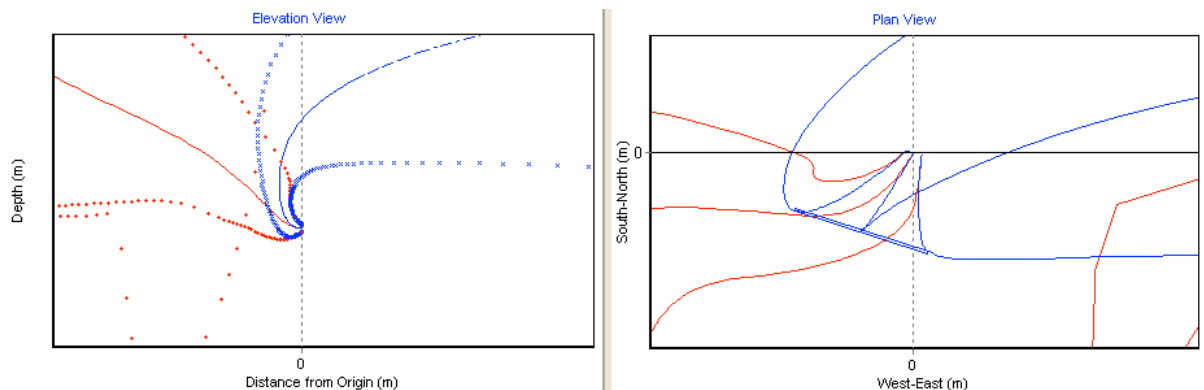 Elevation View
Depth (m)
0
Distance from Origin (m)
Plan View
South-North (m)
0
0
West-East (m)